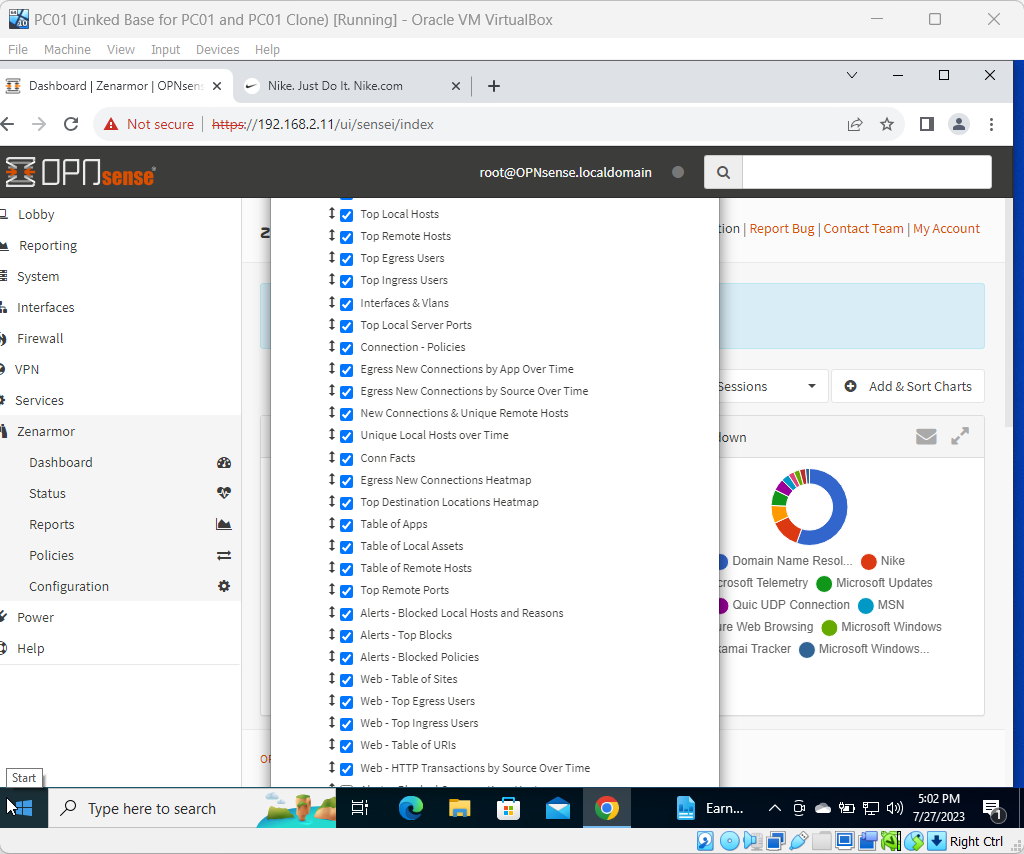 PC01 (Linked Base for PC01 and PC01 Clone) [Running] - Oracle VM VirtualBox
File Machine View Input Devices Help
Dashboard | Zenarmor | OPNsens
Nike. Just Do It. Nike.com
Not secure https://192.168.2.11/ui/sensei/index
OPNsense
root@OPNsense.localdomain
Lobby
Reporting
System
Interfaces
Firewall
VPN
Services
Zenarmor
Dashboard
Status
Reports
Policies
Configuration
Power
Help
Top Local Hosts
Top Remote Hosts
Top Egress Users
Top Ingress Users
Interfaces & Vlans
Top Local Server Ports
Connection - Policies
Egress New Connections by App Over Time
Egress New Connections by Source Over Time
New Connections & Unique Remote Hosts
Unique Local Hosts over Time
Conn Facts
Egress New Connections Heatmap
Top Destination Locations Heatmap
Table of Apps
Table of Local Assets
Table of Remote Hosts
Top Remote Ports
Alerts - Blocked Local Hosts and Reasons
Alerts - Top Blocks
Alerts - Blocked Policies
Web - Table of Sites
Web - Top Egress Users
Web - Top Ingress Users
Web - Table of URIs
Web - HTTP Transactions by Source Over Time
tion | Report Bug | Contact Team | My Account
Sessions
Add & Sort Charts
down
Domain Name Resol... Nike
crosoft Telemetry Microsoft Updates
Quic UDP Connection MSN
ure Web Browsing Microsoft Windows
kamai Tracker Microsoft Windows...
OP
Start
Type here to search
Earn...
5:02 PM
7/27/2023
1
Right Ctrl